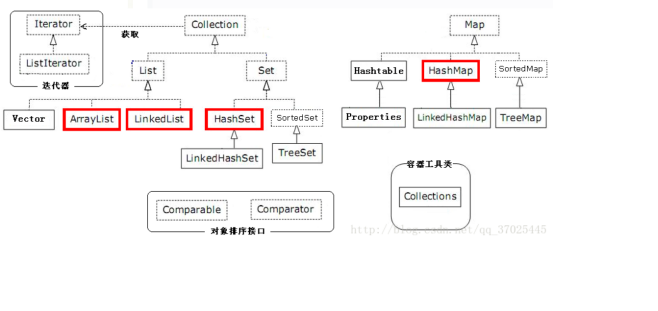 Iterator
Collection
Map
获取
ListIterator
迭代器
List
Set
Hashtable
HashMap
SortedMap
Vector
ArrayList
LinkedList
HashSet
SortedSet
Properties
LinkedHashMap
TreeMap
LinkedHashSet
TreeSet
容器工具类
Collections
Comparable
Comparator
对象排序接口
http://blog.csdn.net/qq_37025445